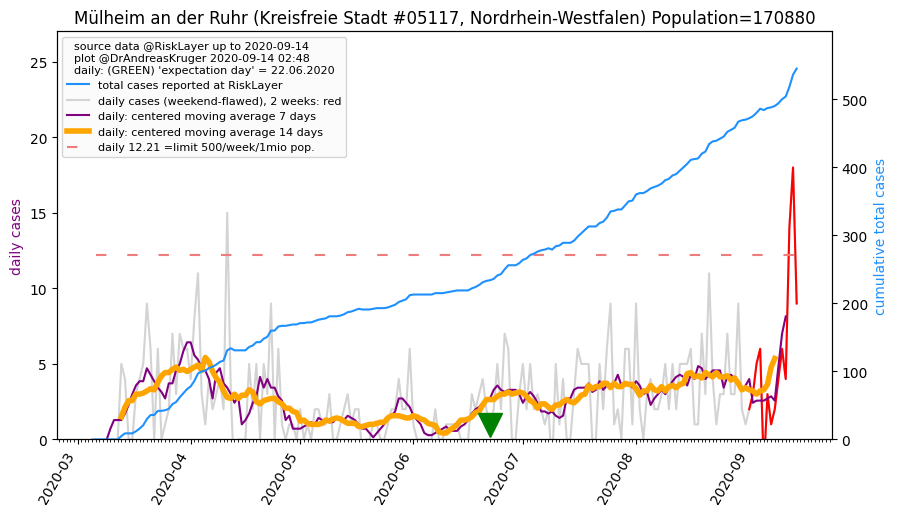 Mülheim an der Ruhr (Kreisfreie Stadt #05117, Nordrhein-Westfalen) Population=170880
source data @RiskLayer up to 2020-09-14
plot @DrAndreasKruger 2020-09-14 02:48
daily: (GREEN) 'expectation day' = 22.06.2020
total cases reported at RiskLayer
daily cases (weekend-flawed), 2 weeks: red
daily: centered moving average 7 days
daily: centered moving average 14 days
daily 12.21 =limit 500/week/1mio pop.
daily cases
25
20
15
10
5
0
cumulative total cases
500
400
300
200
100
0
2020-03
2020-04
2020-05
2020-06
2020-07
2020-08
2020-09